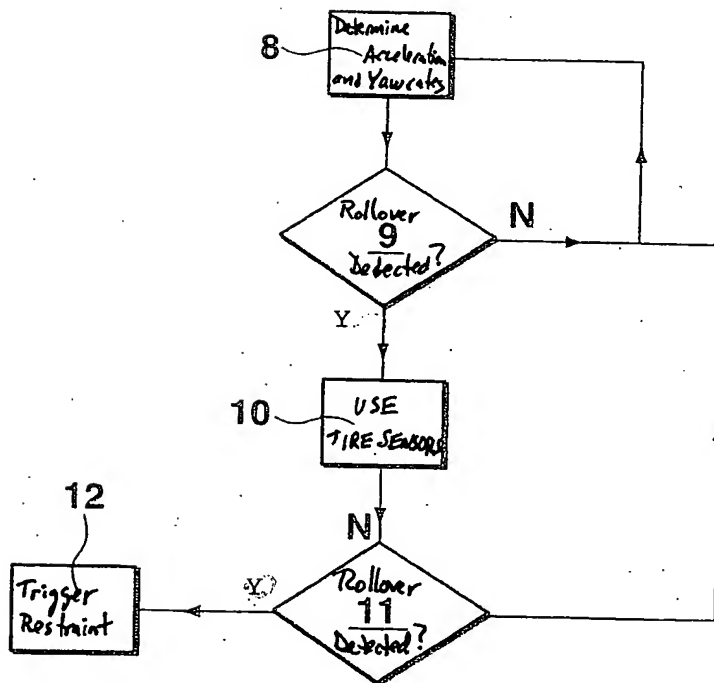 8
Determine
Acceleration
and Yawrates
Rollover
9
Detected?
N
Y
10
USE
TIRE SENSORS
N
12
Trigger
Restraint
Y
Rollover
11
Detected?